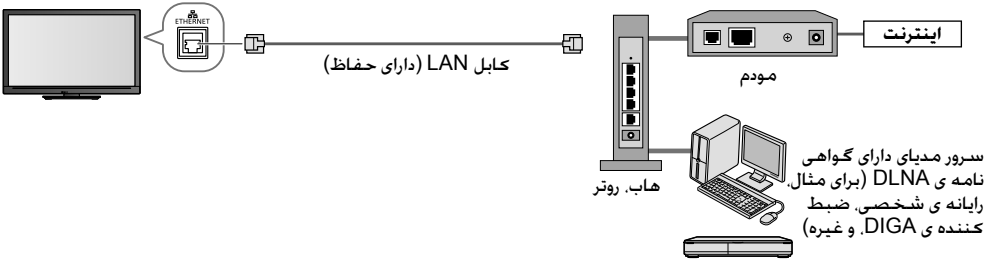 ETHERNET
کابل LAN (دارای حفاظ)
اینترنت
مودم
هاب، روتر
سرور مدیای دارای گواهی
نامه ی DLNA (برای مثال،
رایانه ی شخصی، ضبط
کننده ی DIGA، و غیره)